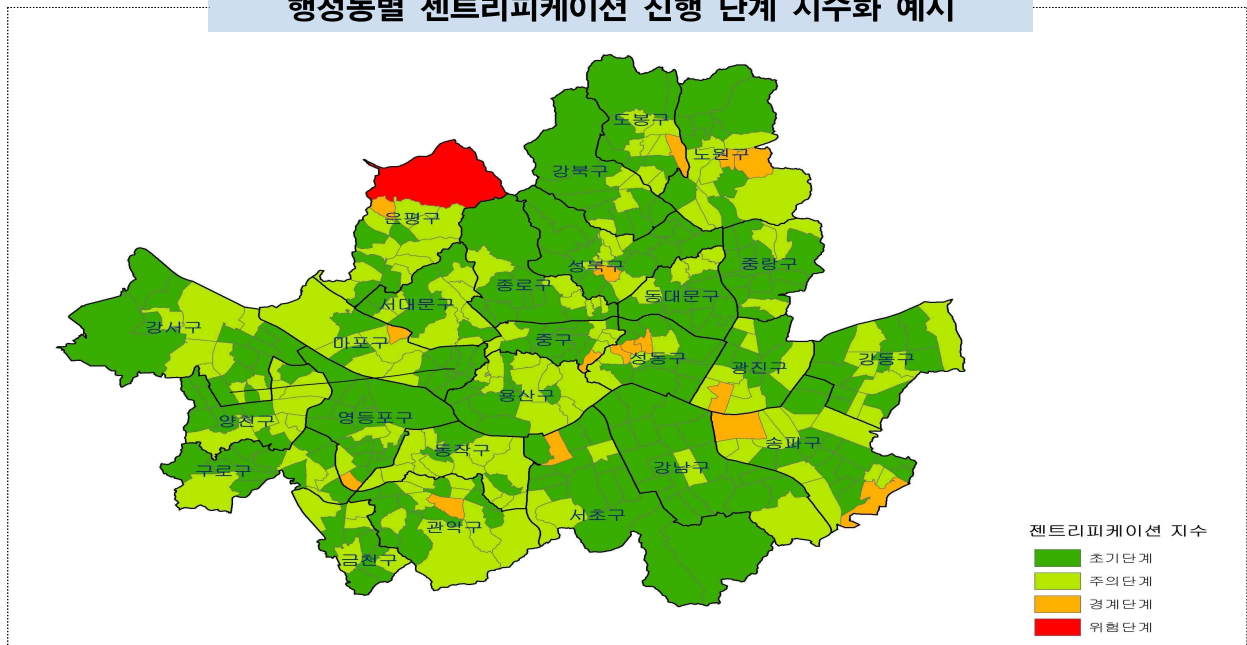 행정동별 젠트리피케이션 진행 단계 지수화 예시
도봉구
노원구
강북구
은평구
성북구
중랑구
종로구
서대문구
동대문구
강서구
마포구
중구
성동구
광진구
강동구
용산구
양천구
영등포구
동작구
송파구
구로구
강남구
서초구
관악구
금천구
젠트리피케이션 지수
초기단계
주의단계
경계단계
위험단계